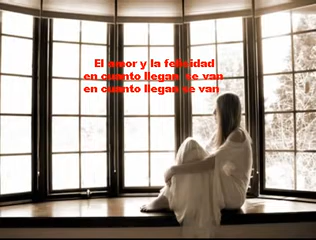 El amor y la felicidad
en cuanto llegan se van
en cuanto llegan se van